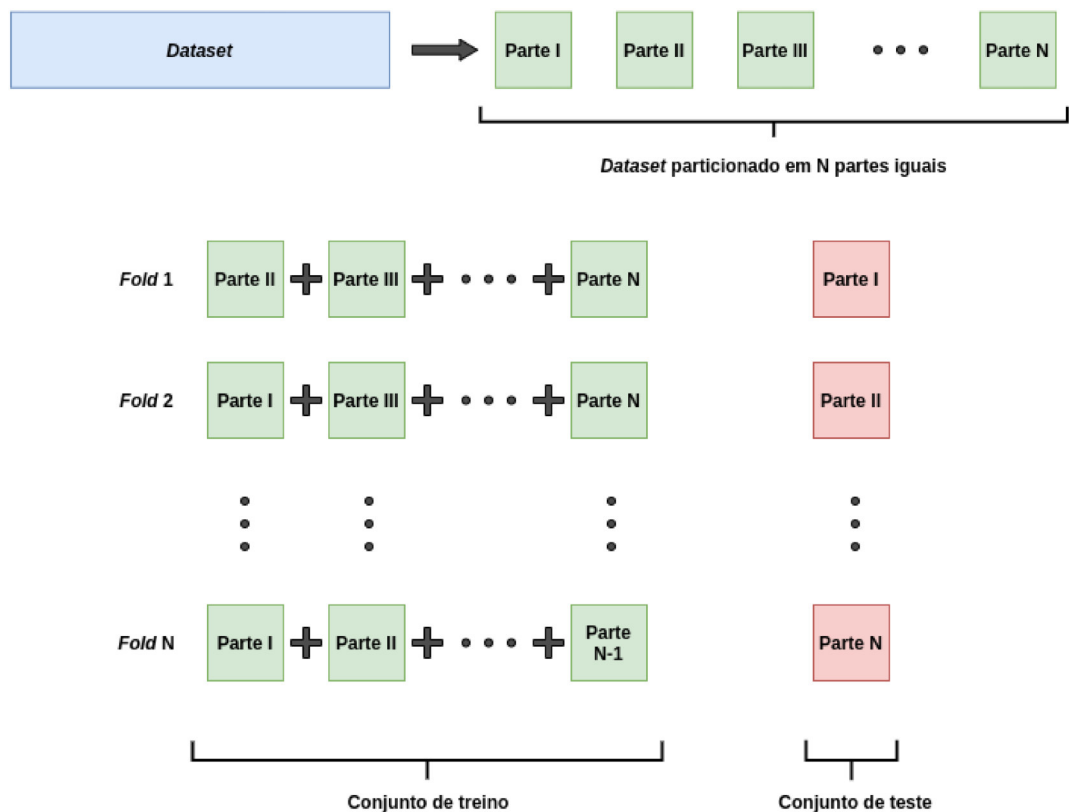 Dataset
Parte I
Parte II
Parte III
Parte N
Dataset particionado em N partes iguais
Fold 1
Parte II
Parte III
Parte N
Parte I
Fold 2
Parte I
Parte III
Parte N
Parte II
Fold N
Parte I
Parte II
Parte
N-1
Parte N
Conjunto de treino
Conjunto de teste